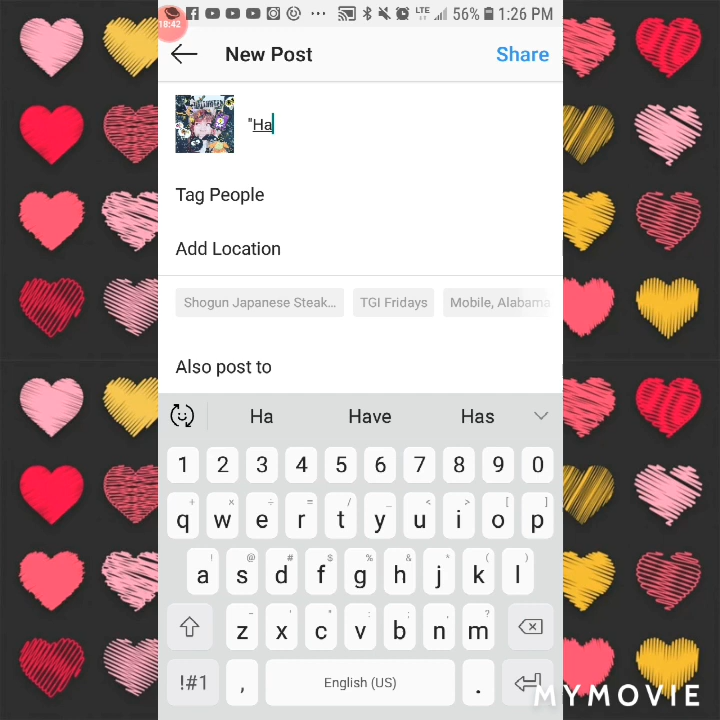 18:42
LTE 56% 1:26 PM
New Post
Share
"Ha
Tag People
Add Location
Shogun Japanese Steak... TGI Fridays Mobile, Alabama
Also post to
Ha Have Has
1 2 3 4 5 6 7 8 9 0
+ × ÷ = / _ < > [ ]
q w e r t y u i o p
! @ # $ % & * ( )
a s d f g h j k l
- ' " : ; , ?
z x c v b n m
!#1 , English (US) .
MYMOVIE